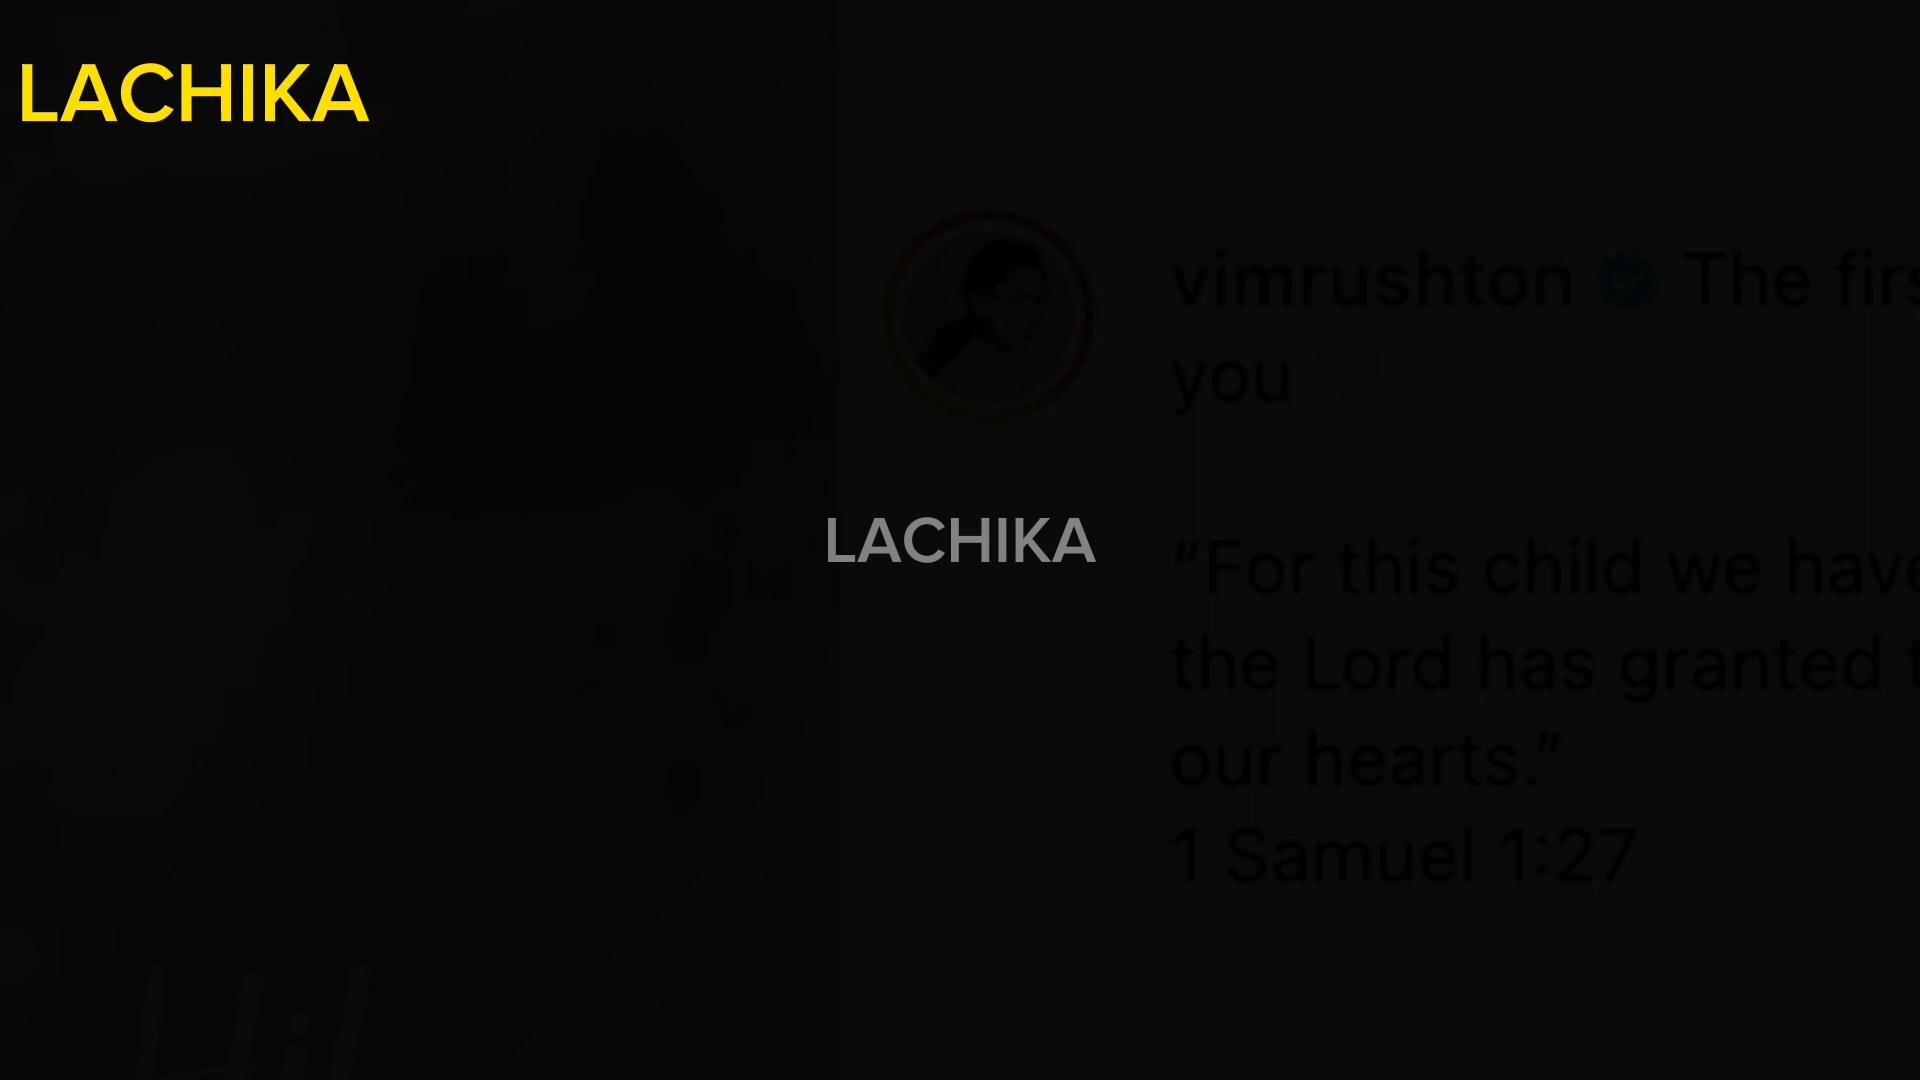 LACHIKA
vimrushton The firs
you
LACHIKA
“For this child we have
the Lord has granted t
our hearts.”
1 Samuel 1:27
Hi!